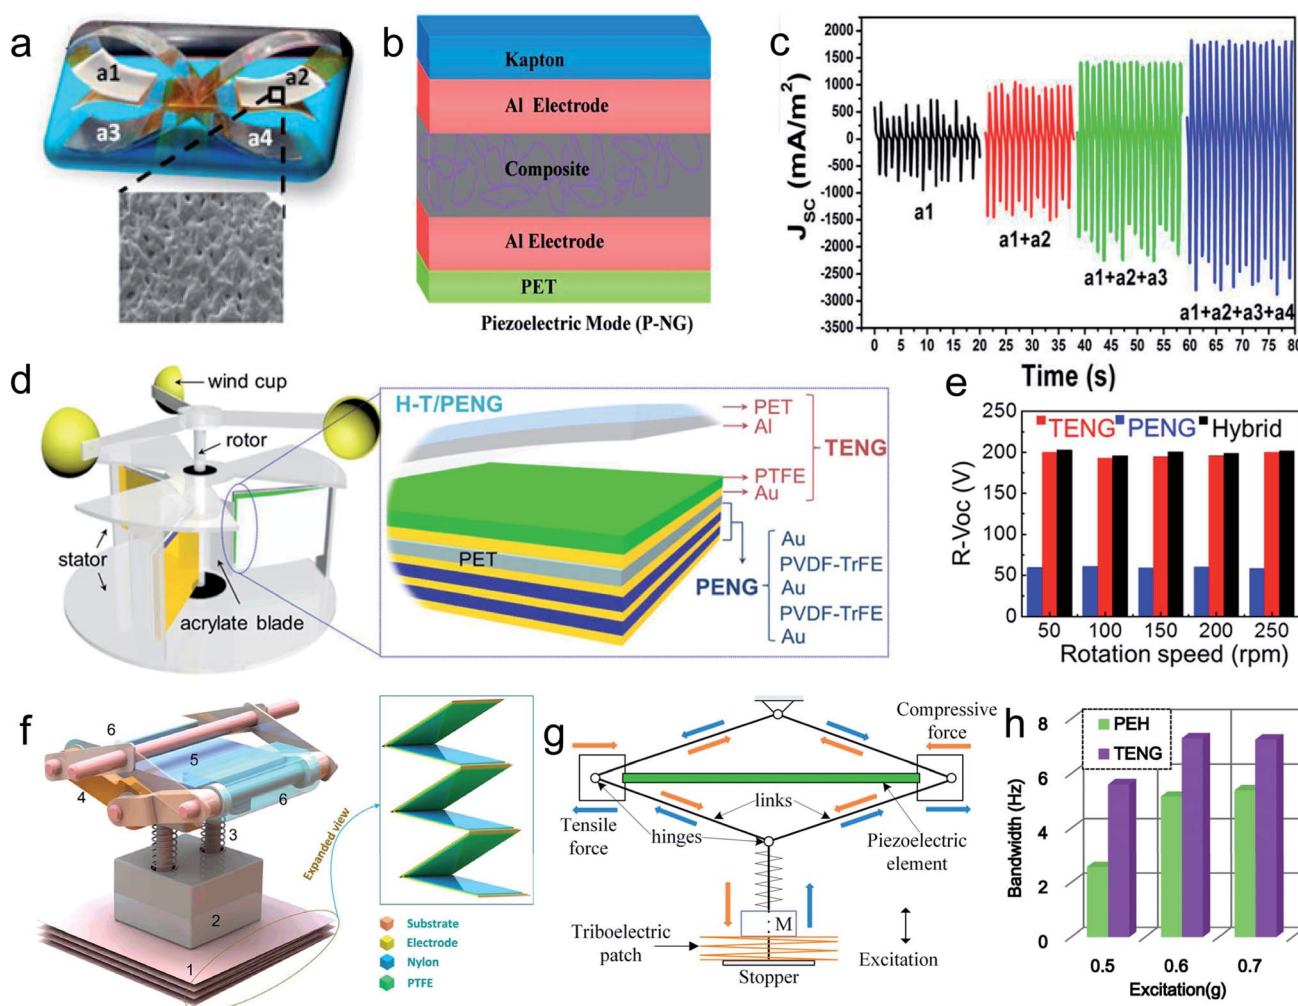 a
a1
a2
a3
a4
b
Kapton
Al Electrode
Composite
Al Electrode
PET
Piezoelectric Mode (P-NG)
c
J_SC (mA/m²)
2000
1500
1000
500
0
-500
-1000
-1500
-2000
-2500
-3000
-3500
a1
a1+a2
a1+a2+a3
a1+a2+a3+a4
0 5 10 15 20 25 30 35 40 45 50 55 60 65 70 75 80
Time (s)
d
wind cup
rotor
stator
acrylate blade
H-T/PENG
PET
Al
TENG
PTFE
Au
PET
PENG
Au
PVDF-TrFE
Au
PVDF-TrFE
Au
e
R-Voc (V)
250
200
150
100
50
0
TENG PENG Hybrid
50 100 150 200 250
Rotation speed (rpm)
f
6
5
4
6
3
2
1
Expanded view
Substrate
Electrode
Nylon
PTFE
g
Compressive
force
Tensile
force
hinges
links
Piezoelectric
element
M
Triboelectric
patch
Stopper
Excitation
h
PEH
TENG
Bandwidth (Hz)
8
6
4
2
0
0.5 0.6 0.7
Excitation(g)